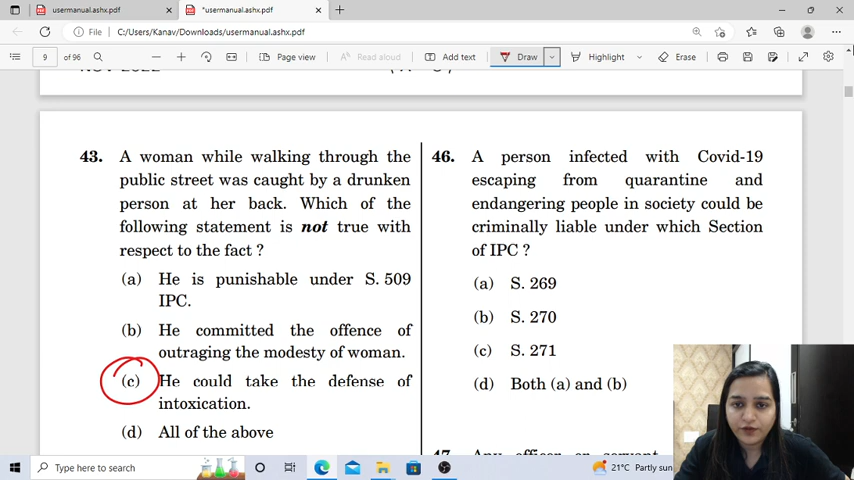 usermanual.ashx.pdf
*usermanual.ashx.pdf
File
C:/Users/Kanav/Downloads/usermanual.ashx.pdf
9 of 96
Page view
Read aloud
Add text
Draw
Highlight
Erase
43. A woman while walking through the
public street was caught by a drunken
person at her back. Which of the
following statement is not true with
respect to the fact ?
(a) He is punishable under S. 509
IPC.
(b) He committed the offence of
outraging the modesty of woman.
(c) He could take the defense of
intoxication.
(d) All of the above
46. A person infected with Covid-19
escaping from quarantine and
endangering people in society could be
criminally liable under which Section
of IPC ?
(a) S. 269
(b) S. 270
(c) S. 271
(d) Both (a) and (b)
47. Any officer or servant
Type here to search
21°C Partly sun